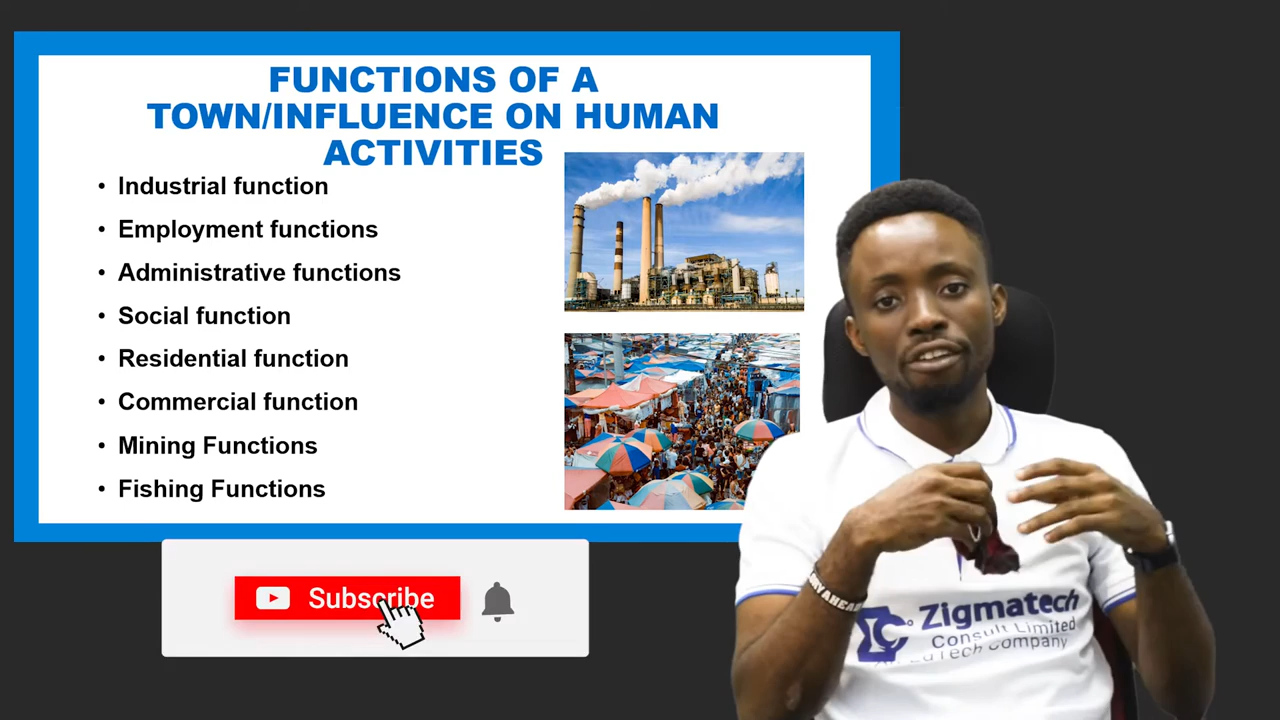 FUNCTIONS OF A
TOWN/INFLUENCE ON HUMAN
ACTIVITIES
• Industrial function
• Employment functions
• Administrative functions
• Social function
• Residential function
• Commercial function
• Mining Functions
• Fishing Functions
Subscribe
Zigmatech
Consult Limited
EdTech Company